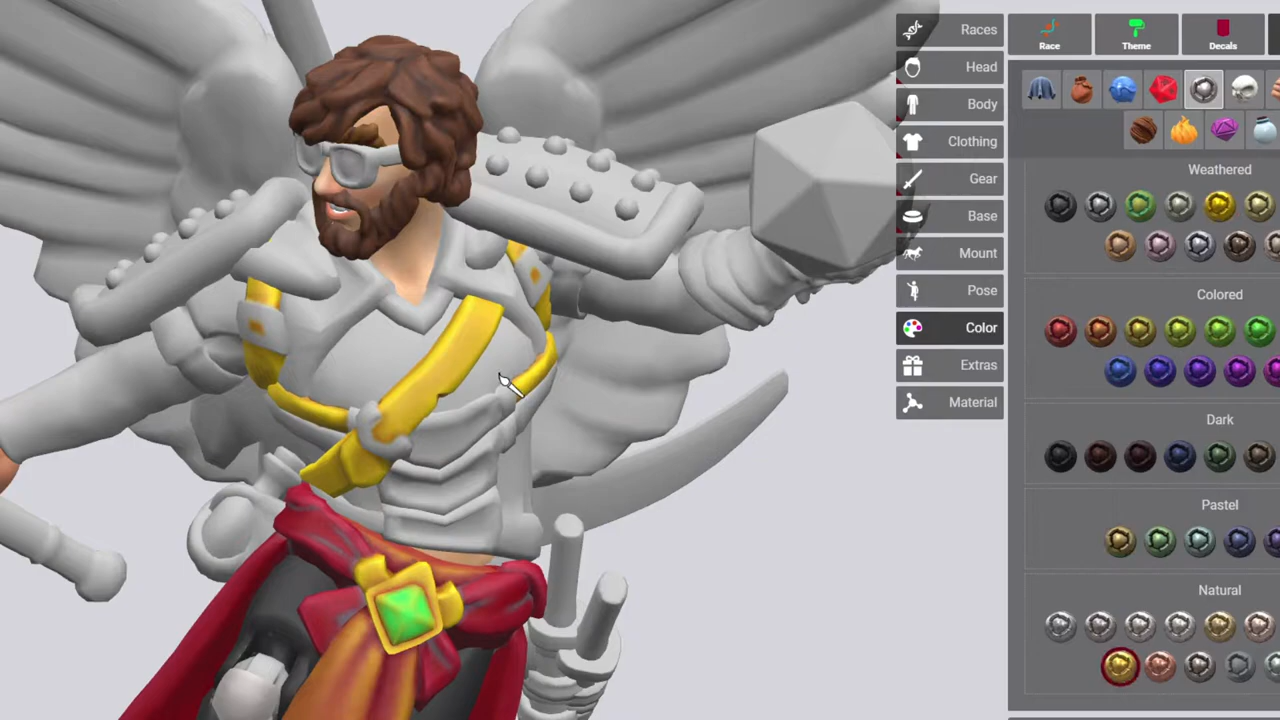 Races
Head
Body
Clothing
Gear
Base
Mount
Pose
Color
Extras
Material
Race
Theme
Decals
Weathered
Colored
Dark
Pastel
Natural